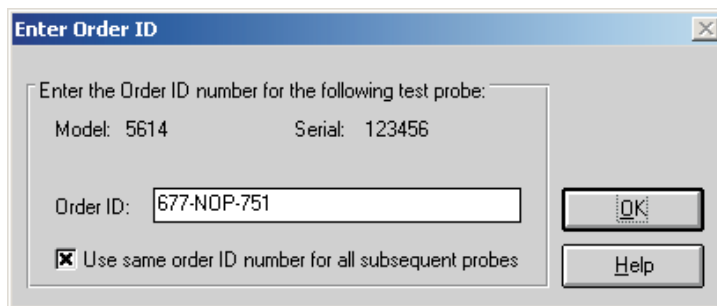 Enter Order ID
Enter the Order ID number for the following test probe:
Model: 5614 Serial: 123456
Order ID: 677-NOP-751
OK
Use same order ID number for all subsequent probes
Help